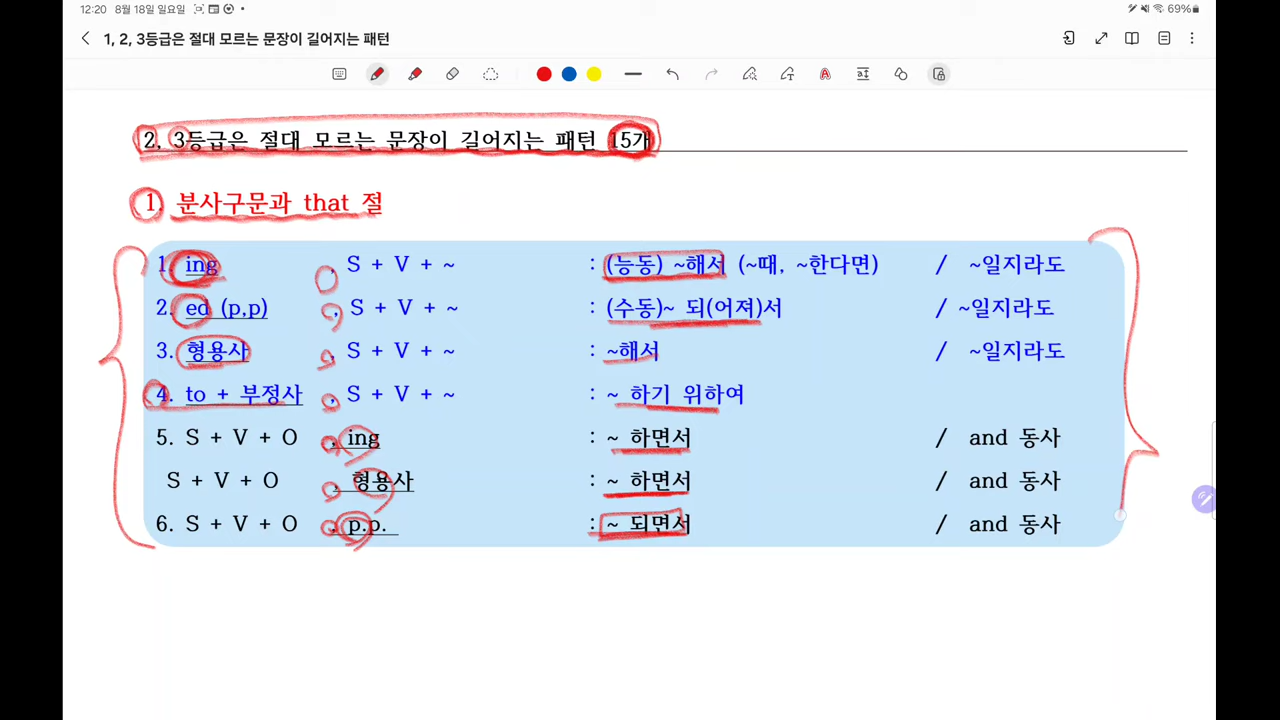 12:20 8월 18일 일요일 69%
1, 2, 3등급은 절대 모르는 문장이 길어지는 패턴
2, 3등급은 절대 모르는 문장이 길어지는 패턴 15개
1. 분사구문과 that 절
1. ing , S + V + ~ : (능동) ~해서 (~때, ~한다면) / ~일지라도
2. ed (p,p) , S + V + ~ : (수동)~ 되(어져)서 / ~일지라도
3. 형용사 , S + V + ~ : ~해서 / ~일지라도
4. to + 부정사 , S + V + ~ : ~ 하기 위하여
5. S + V + O , ing : ~ 하면서 / and 동사
S + V + O , 형용사 : ~ 하면서 / and 동사
6. S + V + O , p.p. : ~ 되면서 / and 동사